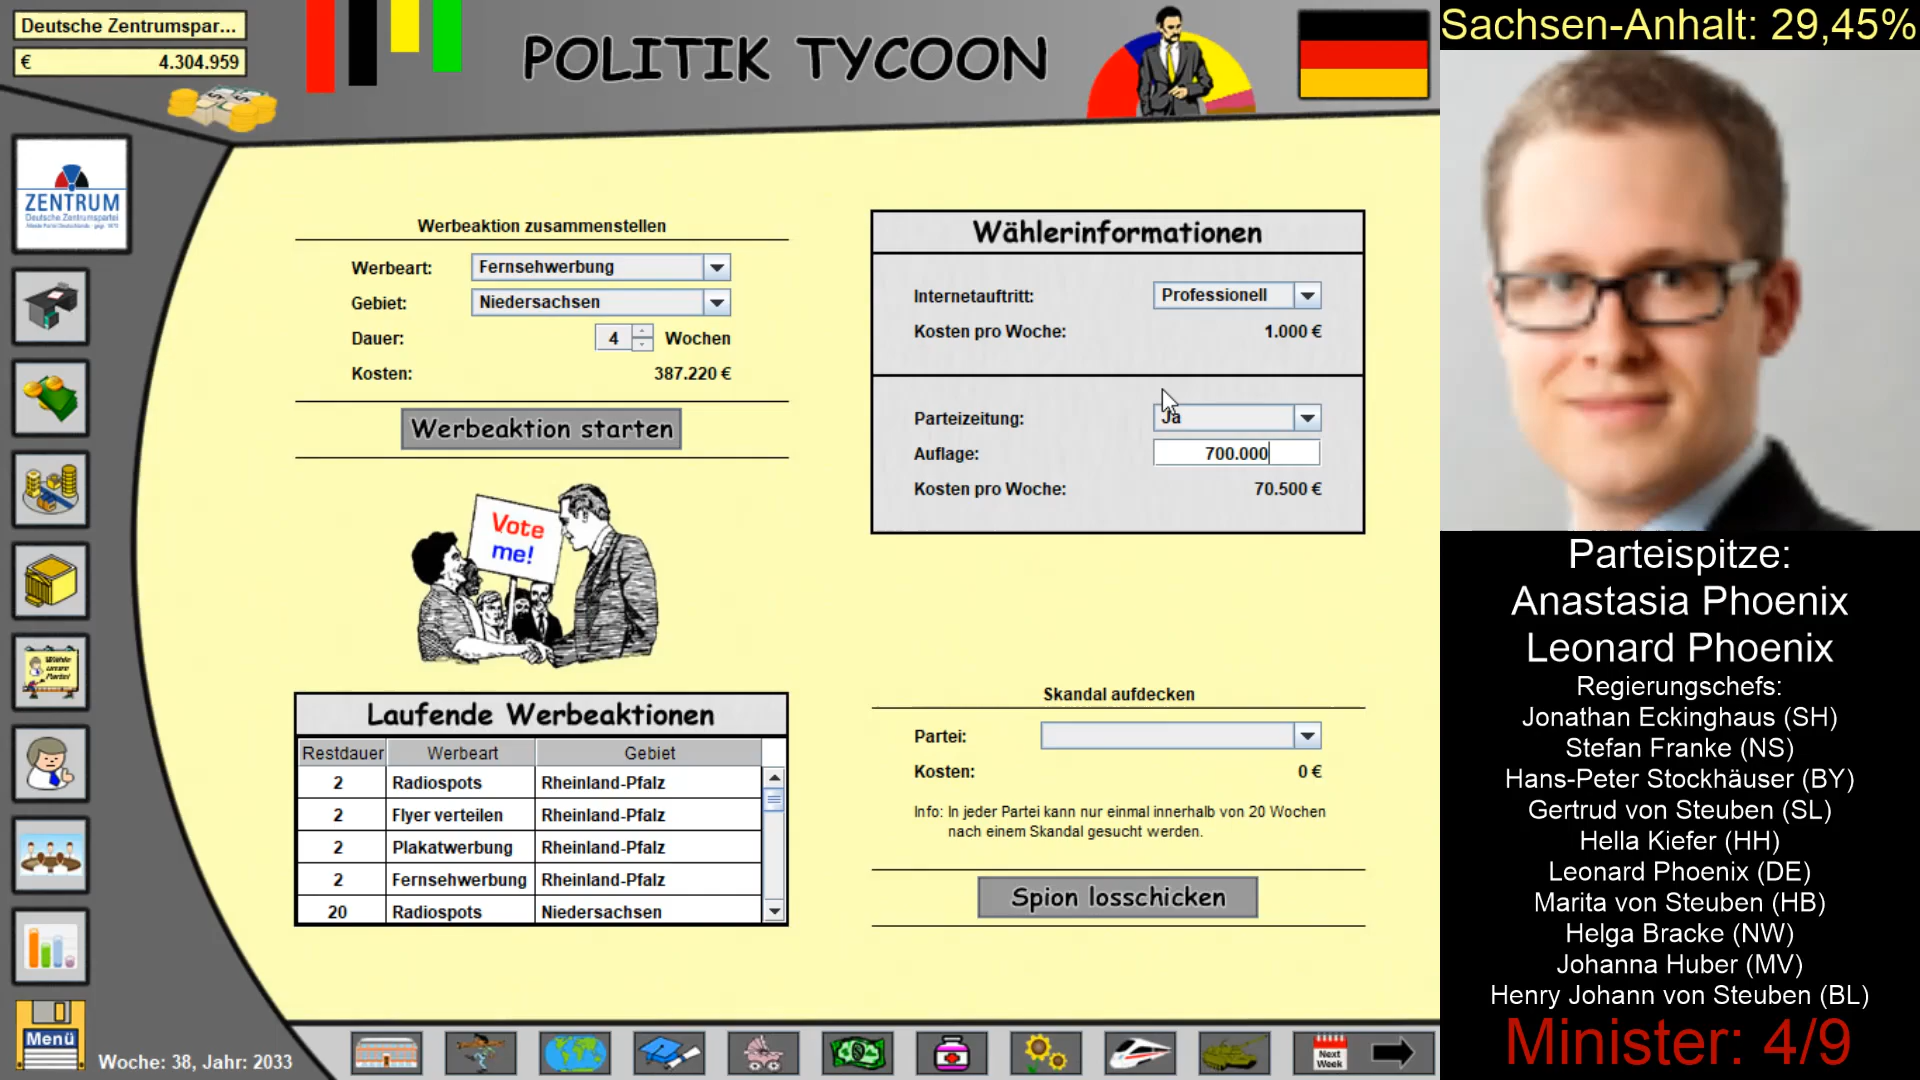 Deutsche Zentrumspar...
€ 4.304.959
POLITIK TYCOON
ZENTRUM
Deutsche Zentrumspartei
Menü
Woche: 38, Jahr: 2033
Werbeaktion zusammenstellen
Werbeart: Fernsehwerbung
Gebiet: Niedersachsen
Dauer: 4 Wochen
Kosten: 387.220 €
Werbeaktion starten
Vote
me!
Laufende Werbeaktionen
Restdauer Werbeart Gebiet
2 Radiospots Rheinland-Pfalz
2 Flyer verteilen Rheinland-Pfalz
2 Plakatwerbung Rheinland-Pfalz
2 Fernsehwerbung Rheinland-Pfalz
20 Radiospots Niedersachsen
Wählerinformationen
Internetauftritt: Professionell
Kosten pro Woche: 1.000 €
Parteizeitung: Ja
Auflage: 700.000
Kosten pro Woche: 70.500 €
Skandal aufdecken
Partei:
Kosten: 0 €
Info: In jeder Partei kann nur einmal innerhalb von 20 Wochen
nach einem Skandal gesucht werden.
Spion losschicken
Next
Week
Sachsen-Anhalt: 29,45%
Parteispitze:
Anastasia Phoenix
Leonard Phoenix
Regierungschefs:
Jonathan Eckinghaus (SH)
Stefan Franke (NS)
Hans-Peter Stockhäuser (BY)
Gertrud von Steuben (SL)
Hella Kiefer (HH)
Leonard Phoenix (DE)
Marita von Steuben (HB)
Helga Bracke (NW)
Johanna Huber (MV)
Henry Johann von Steuben (BL)
Minister: 4/9